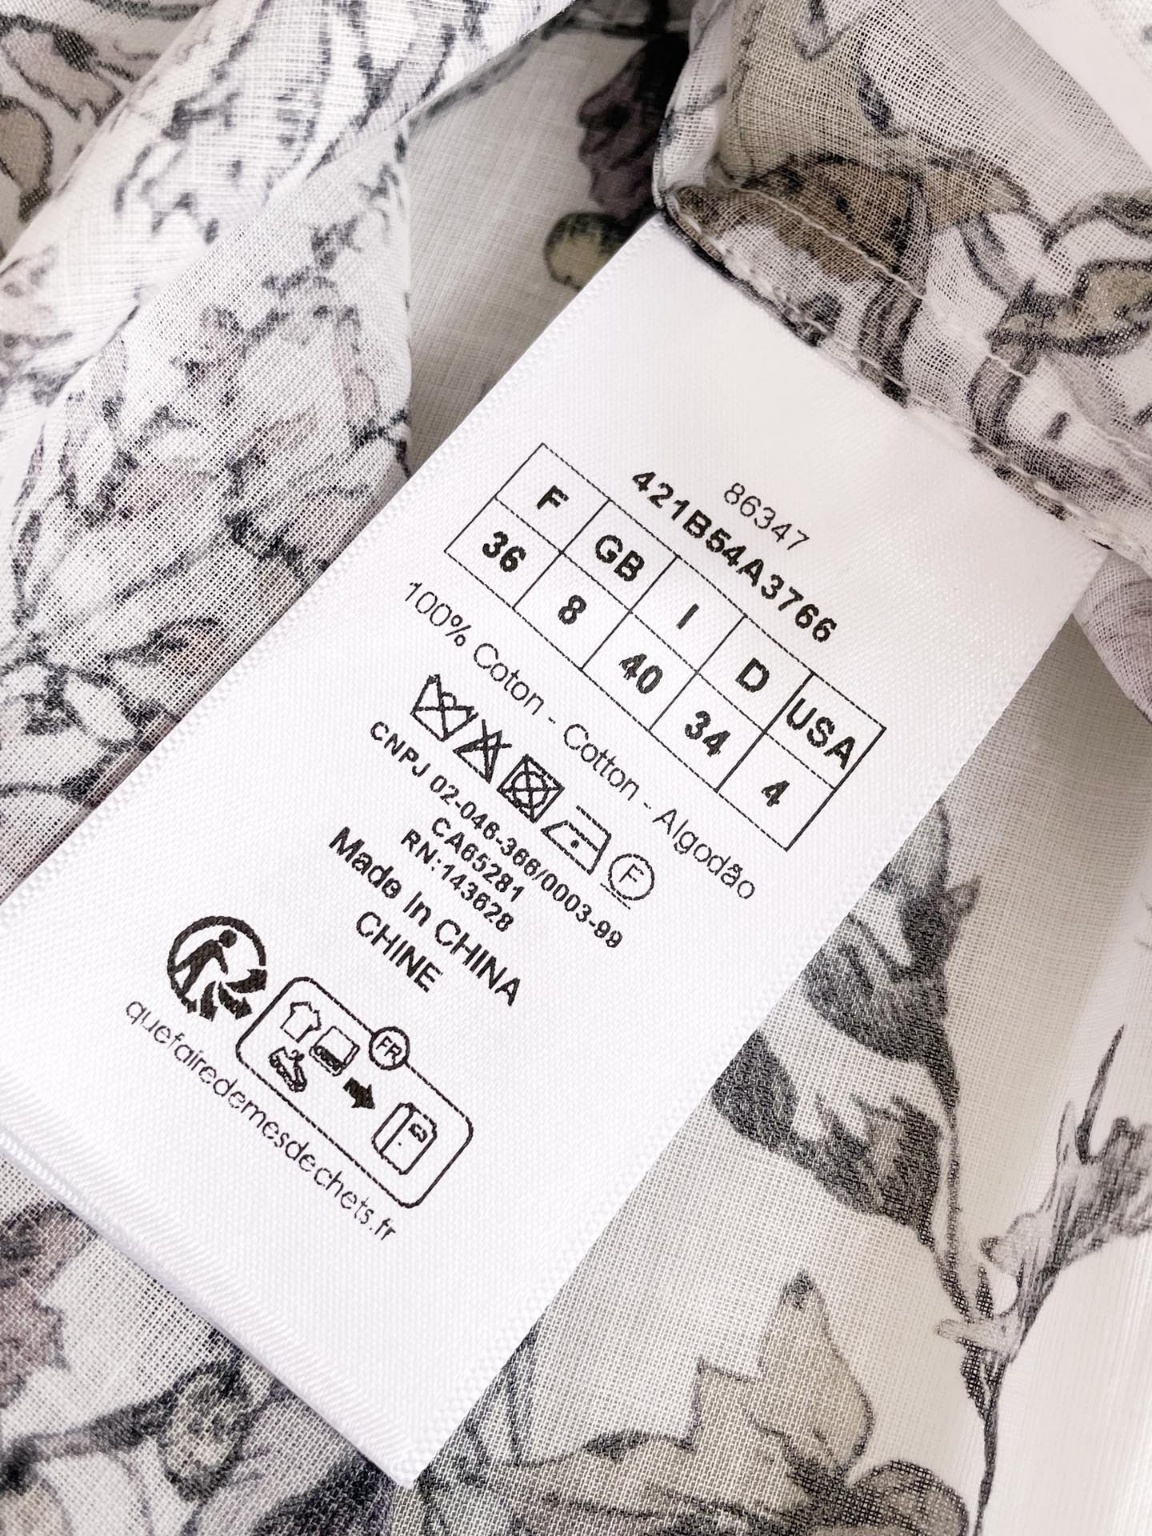 86347
421B54A3766
F GB I D USA
36 8 40 34 4
100% Coton - Cotton - Algodão
F
CNPJ 02-046-366/0003-99
CA65281
RN:143628
Made in CHINA
CHINE
FR
quefairedemesdechets.fr